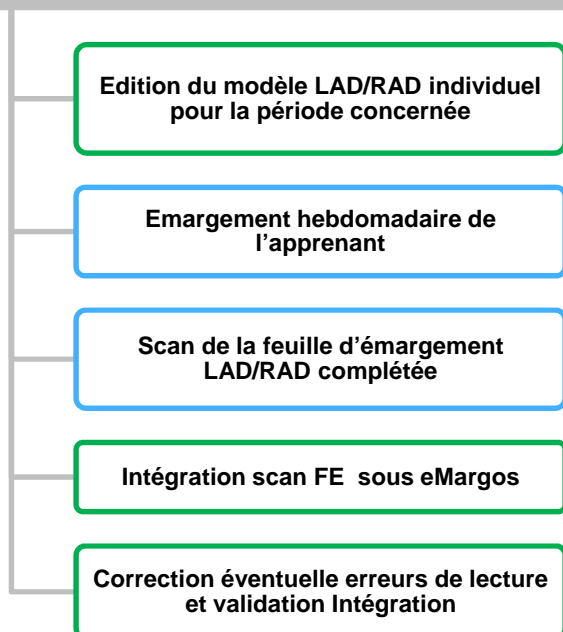 Edition du modèle LAD/RAD individuel
pour la période concernée
Emargement hebdomadaire de
l’apprenant
Scan de la feuille d’émargement
LAD/RAD complétée
Intégration scan FE sous eMargos
Correction éventuelle erreurs de lecture
et validation Intégration